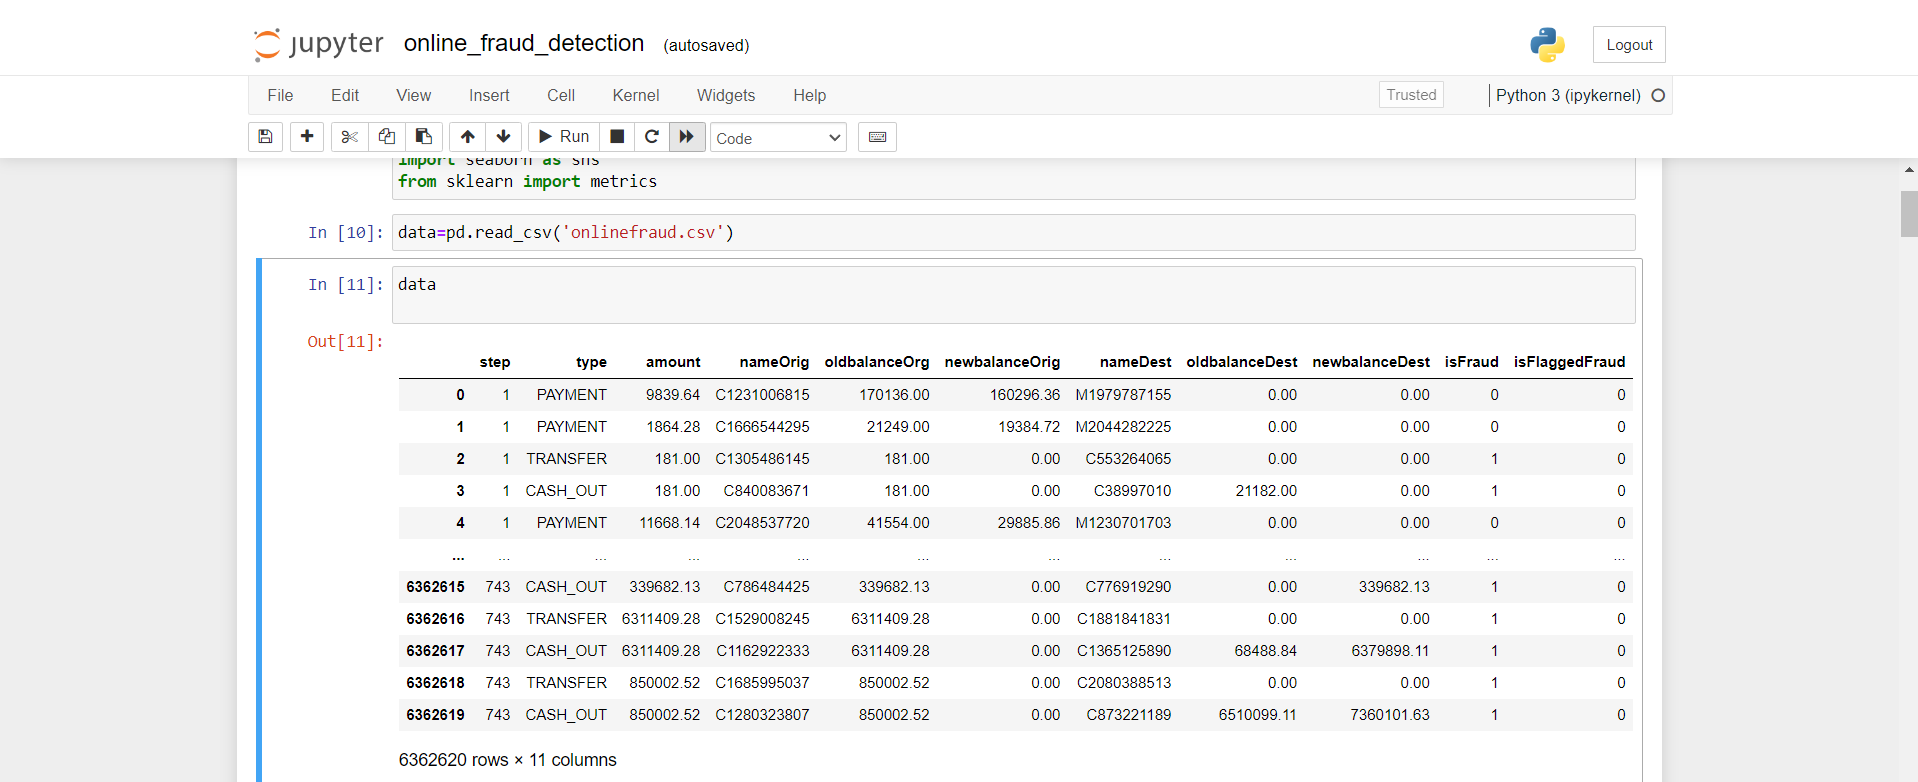 jupyter online_fraud_detection (autosaved) Logout
File Edit View Insert Cell Kernel Widgets Help Trusted Python 3 (ipykernel)
Run Code
import seaborn as sns
from sklearn import metrics
In [10]: data=pd.read_csv('onlinefraud.csv')
In [11]: data
Out[11]:
step type amount nameOrig oldbalanceOrg newbalanceOrig nameDest oldbalanceDest newbalanceDest isFraud isFlaggedFraud
0 1 PAYMENT 9839.64 C1231006815 170136.00 160296.36 M1979787155 0.00 0.00 0 0
1 1 PAYMENT 1864.28 C1666544295 21249.00 19384.72 M2044282225 0.00 0.00 0 0
2 1 TRANSFER 181.00 C1305486145 181.00 0.00 C553264065 0.00 0.00 1 0
3 1 CASH_OUT 181.00 C840083671 181.00 0.00 C38997010 21182.00 0.00 1 0
4 1 PAYMENT 11668.14 C2048537720 41554.00 29885.86 M1230701703 0.00 0.00 0 0
... ... ... ... ... ... ... ... ... ... ... ...
6362615 743 CASH_OUT 339682.13 C786484425 339682.13 0.00 C776919290 0.00 339682.13 1 0
6362616 743 TRANSFER 6311409.28 C1529008245 6311409.28 0.00 C1881841831 0.00 0.00 1 0
6362617 743 CASH_OUT 6311409.28 C1162922333 6311409.28 0.00 C1365125890 68488.84 6379898.11 1 0
6362618 743 TRANSFER 850002.52 C1685995037 850002.52 0.00 C2080388513 0.00 0.00 1 0
6362619 743 CASH_OUT 850002.52 C1280323807 850002.52 0.00 C873221189 6510099.11 7360101.63 1 0
6362620 rows × 11 columns